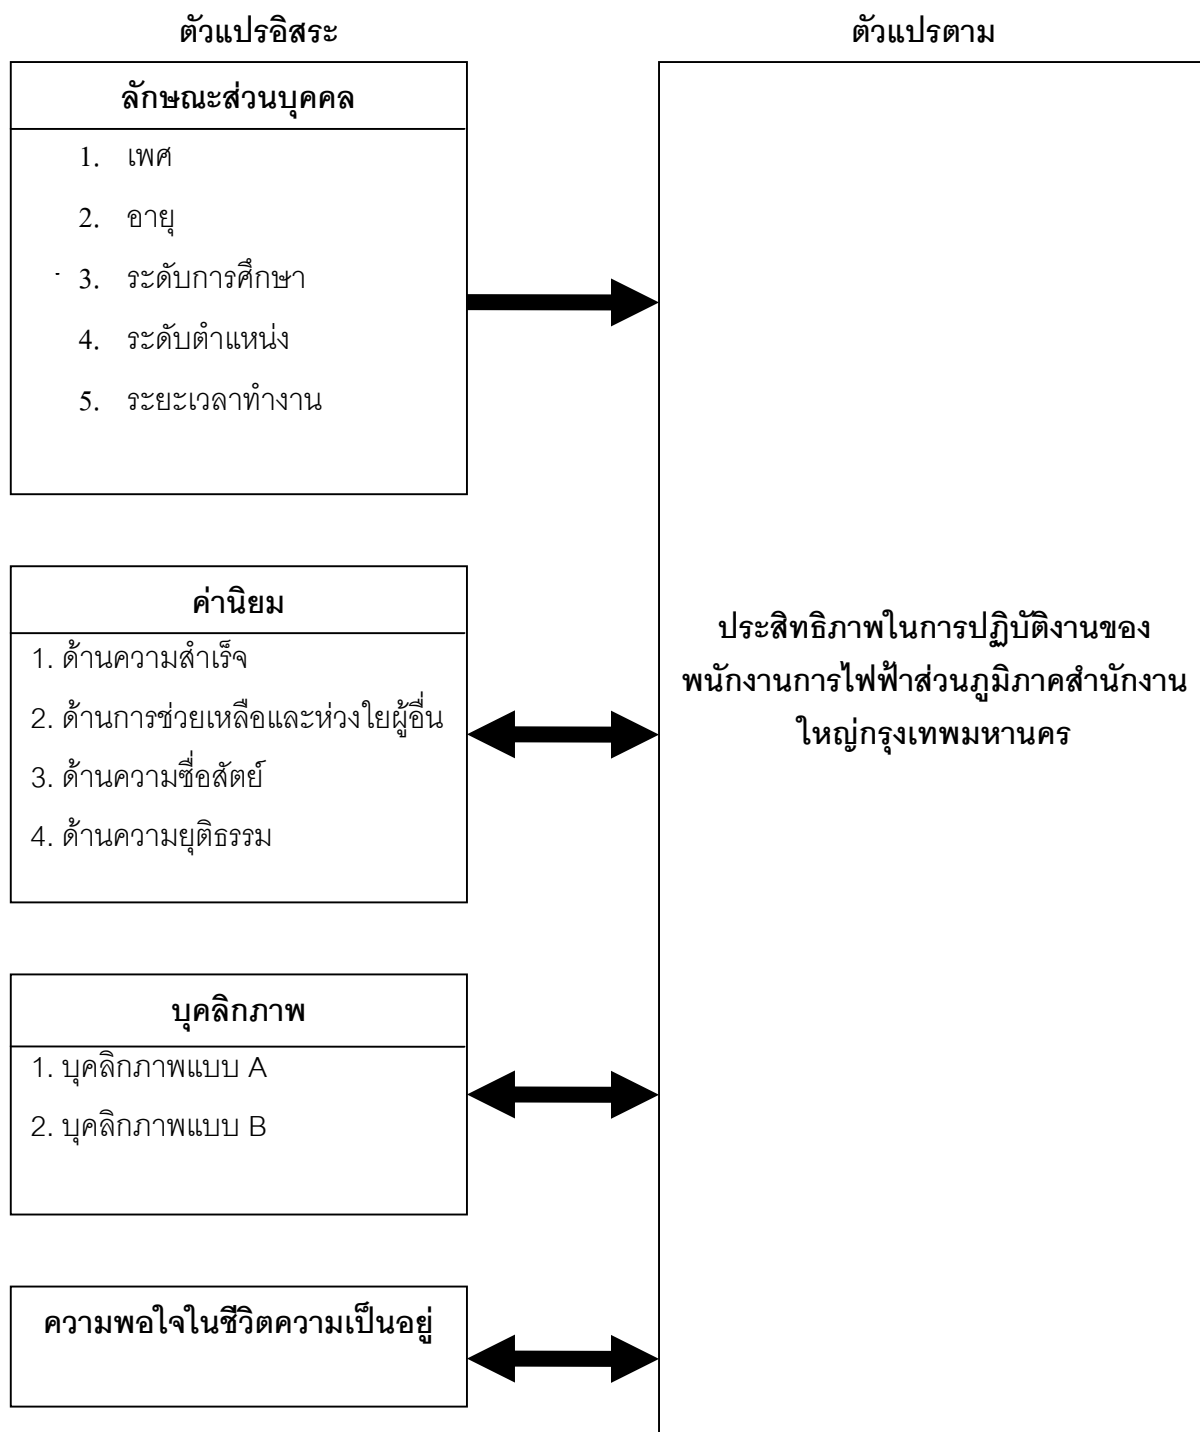 ตัวแปรอิสระ
ตัวแปรตาม
ลักษณะส่วนบุคคล
1. เพศ
2. อายุ
- 3. ระดับการศึกษา
4. ระดับตำแหน่ง
5. ระยะเวลาทำงาน
ค่านิยม
1. ด้านความสำเร็จ
2. ด้านการช่วยเหลือและห่วงใยผู้อื่น
3. ด้านความซื่อสัตย์
4. ด้านความยุติธรรม
บุคลิกภาพ
1. บุคลิกภาพแบบ A
2. บุคลิกภาพแบบ B
ความพอใจในชีวิตความเป็นอยู่
ประสิทธิภาพในการปฏิบัติงานของ
พนักงานการไฟฟ้าส่วนภูมิภาคสำนักงาน
ใหญ่กรุงเทพมหานคร